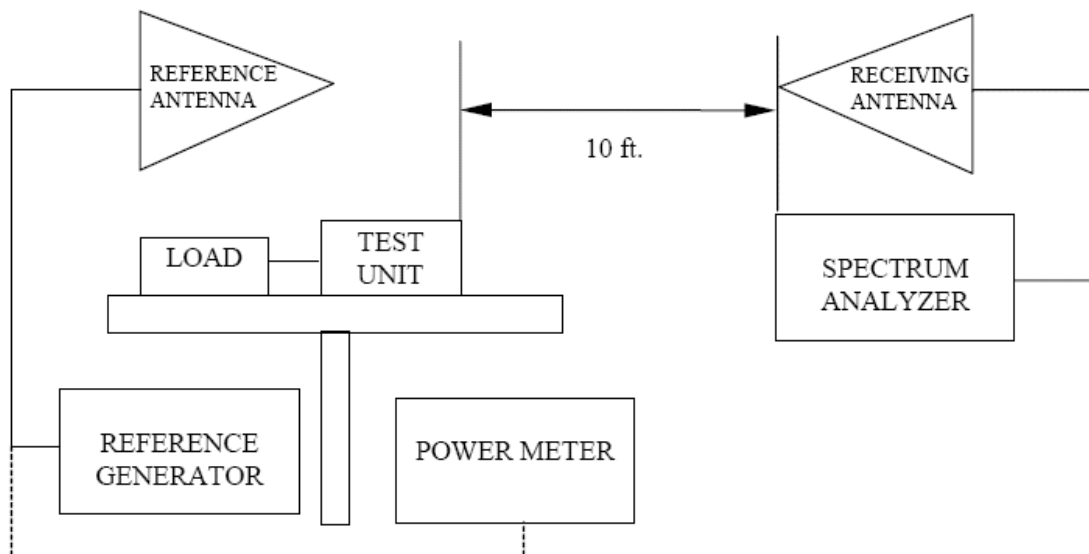 REFERENCE
ANTENNA
RECEIVING
ANTENNA
10 ft.
LOAD
TEST
UNIT
SPECTRUM
ANALYZER
REFERENCE
GENERATOR
POWER METER